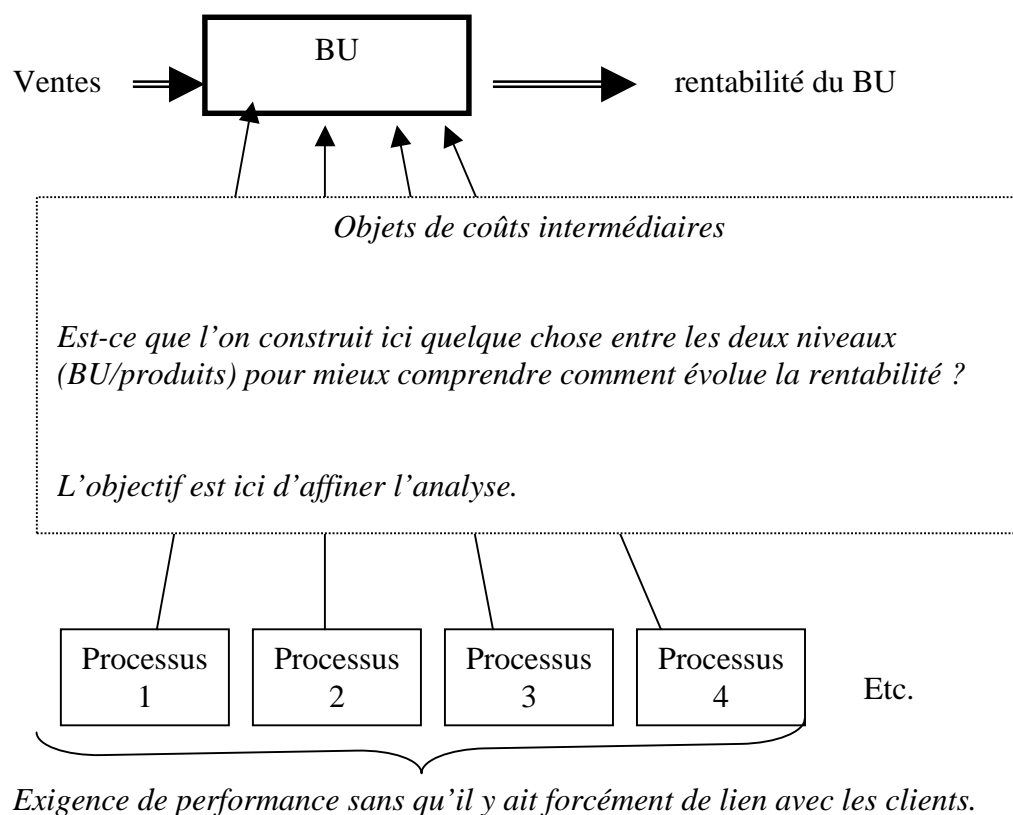 BU
Ventes
rentabilité du BU
Objets de coûts intermédiaires
Est-ce que l'on construit ici quelque chose entre les deux niveaux
(BU/produits) pour mieux comprendre comment évolue la rentabilité ?
L'objectif est ici d'affiner l'analyse.
Processus
1
Processus
2
Processus
3
Processus
4
Etc.
Exigence de performance sans qu'il y ait forcément de lien avec les clients.